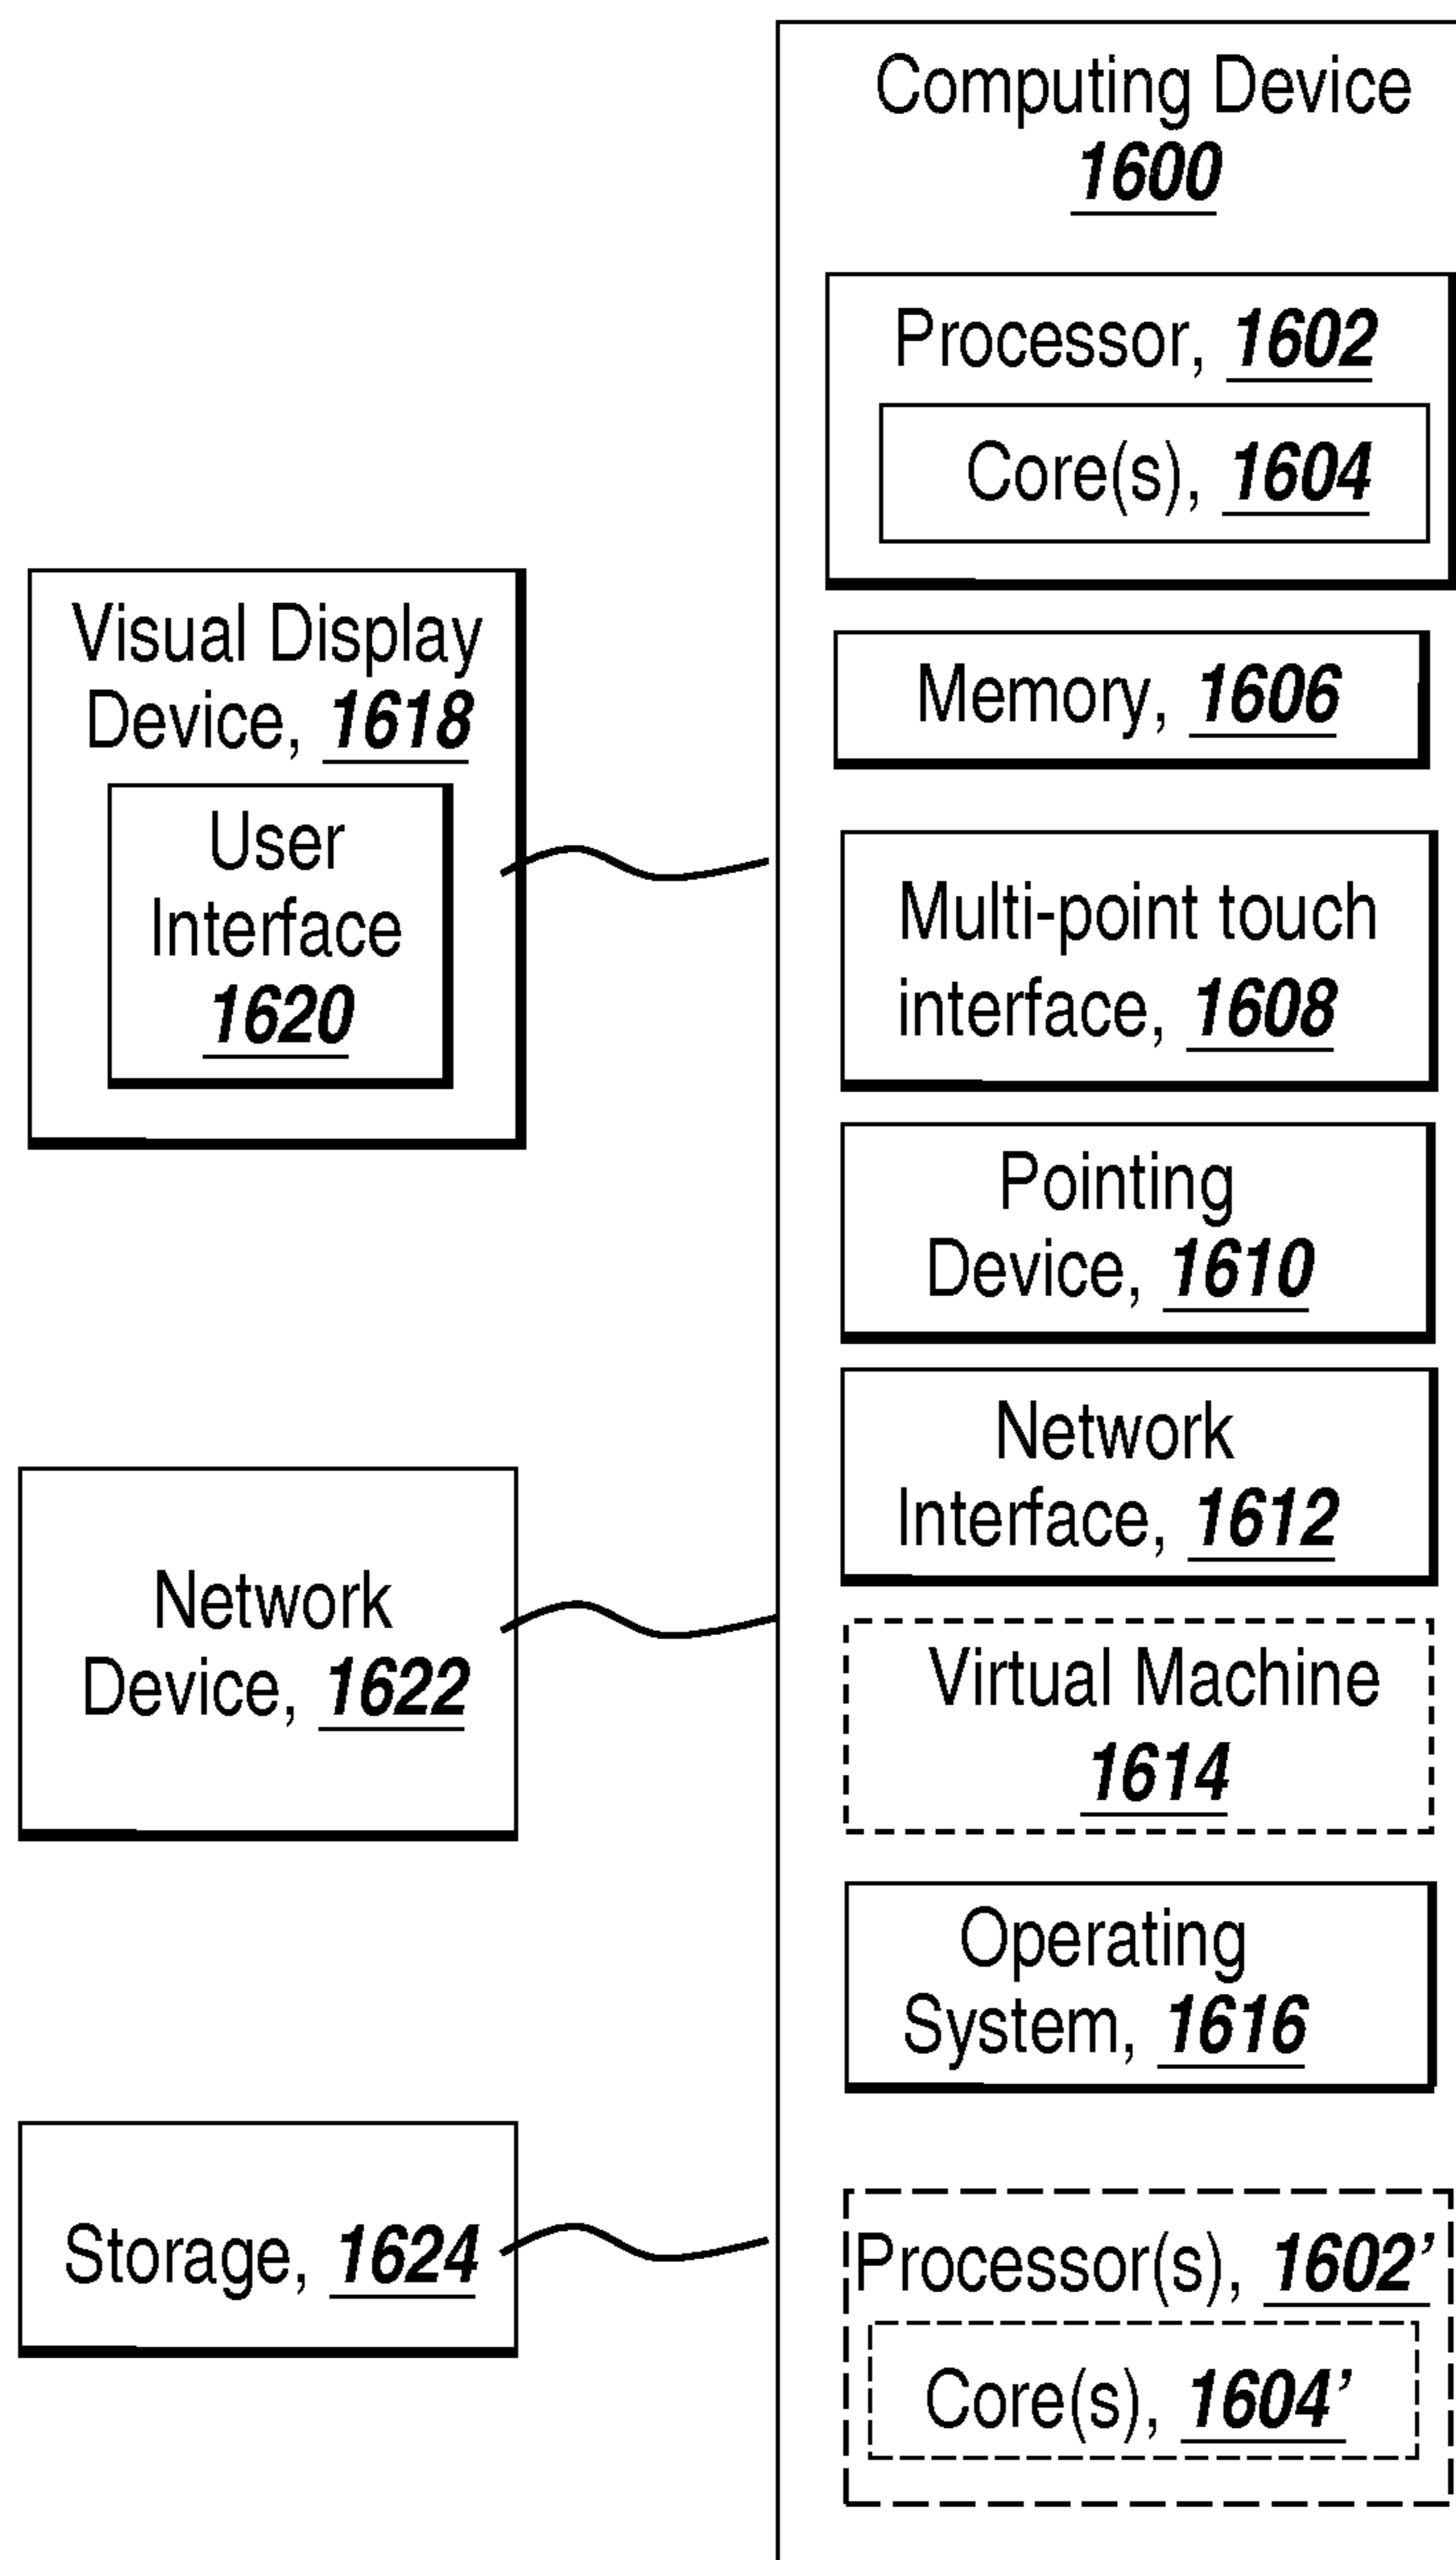 Computing Device
1600
Processor, 1602
Core(s), 1604
Memory, 1606
Multi-point touch
interface, 1608
Pointing
Device, 1610
Network
Interface, 1612
Virtual Machine
1614
Operating
System, 1616
Processor(s), 1602’
Core(s), 1604’
Visual Display
Device, 1618
User
Interface
1620
Network
Device, 1622
Storage, 1624